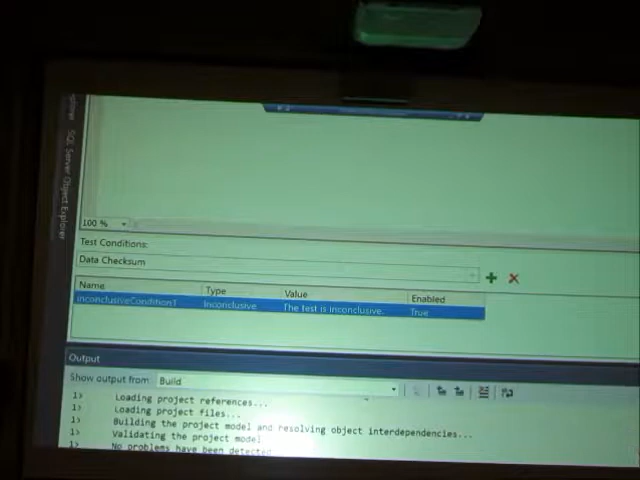 SQL Server Object Explorer
100 %
Test Conditions:
Data Checksum
Name Type Value Enabled
inconclusiveCondition1 Inconclusive The test is inconclusive. True
Output
Show output from: Build
1> Loading project references...
1> Loading project files...
1> Building the project model and resolving object interdependencies...
1> Validating the project model
1> No problems have been detected